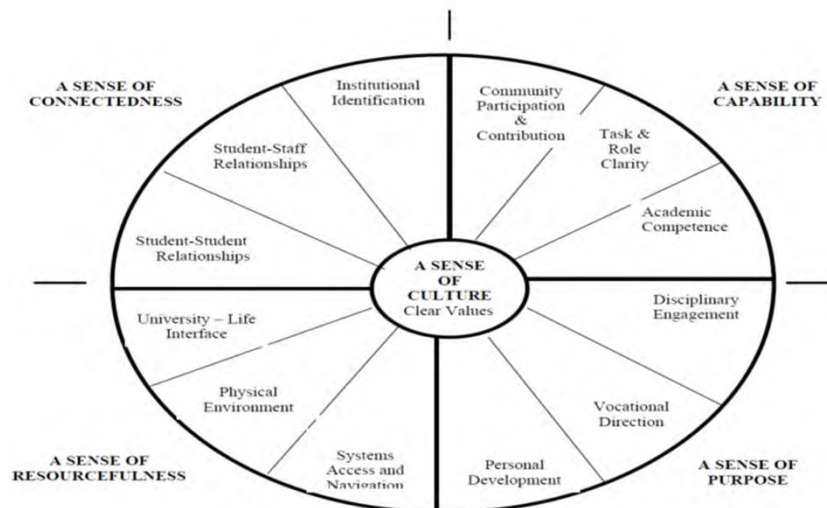 A SENSE OF
CONNECTEDNESS
Institutional
Identification
Community
Participation
&
Contribution
A SENSE OF
CAPABILITY
Student-Staff
Relationships
Task &
Role
Clarity
Student-Student
Relationships
Academic
Competence
A SENSE
OF
CULTURE
Clear Values
University – Life
Interface
Disciplinary
Engagement
Physical
Environment
Vocational
Direction
A SENSE OF
RESOURCEFULNESS
Systems
Access and
Navigation
Personal
Development
A SENSE OF
PURPOSE